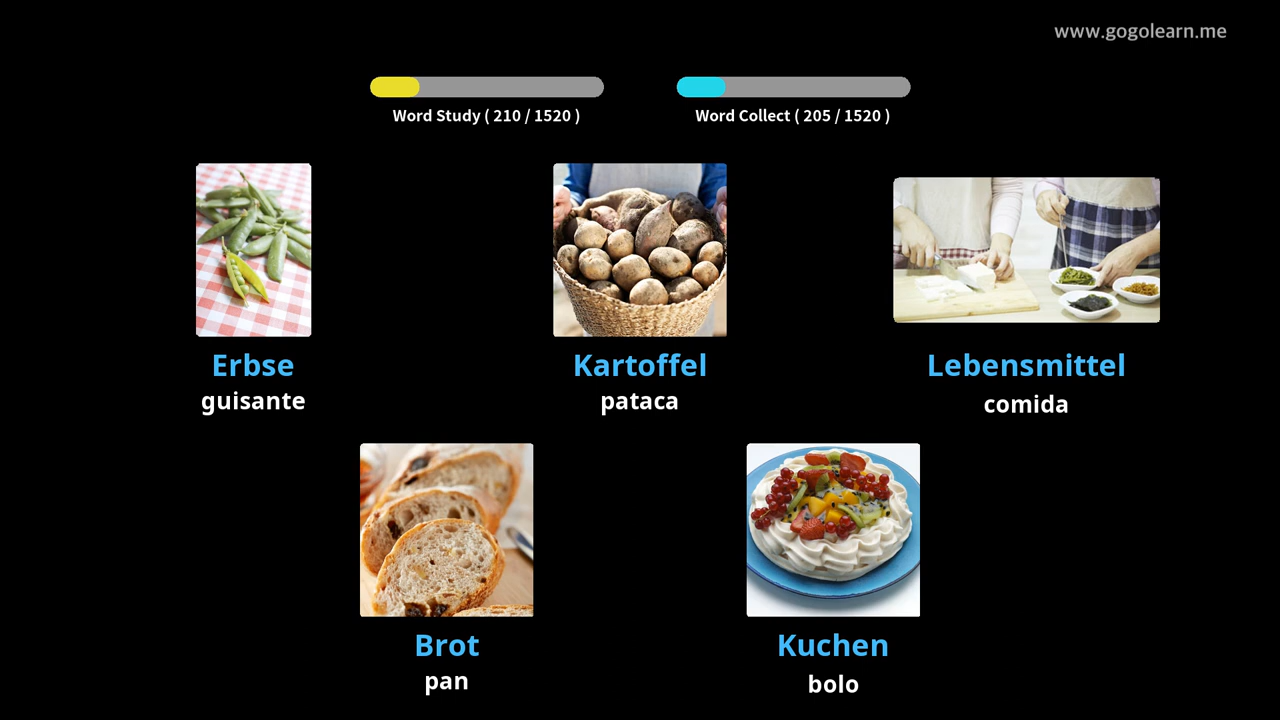 www.gogolearn.me
Word Study ( 210 / 1520 )
Word Collect ( 205 / 1520 )
Erbse
guisante
Kartoffel
pataca
Lebensmittel
comida
Brot
pan
Kuchen
bolo